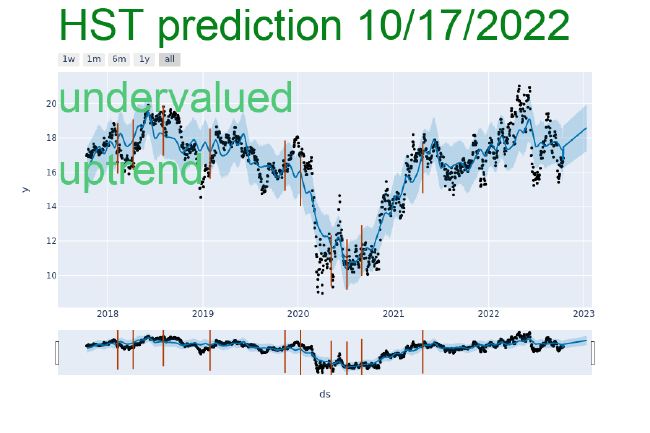 HST prediction 10/17/2022
1w 1m 6m 1y all
undervalued
uptrend
20
18
16
14
12
10
y
2018 2019 2020 2021 2022 2023
ds